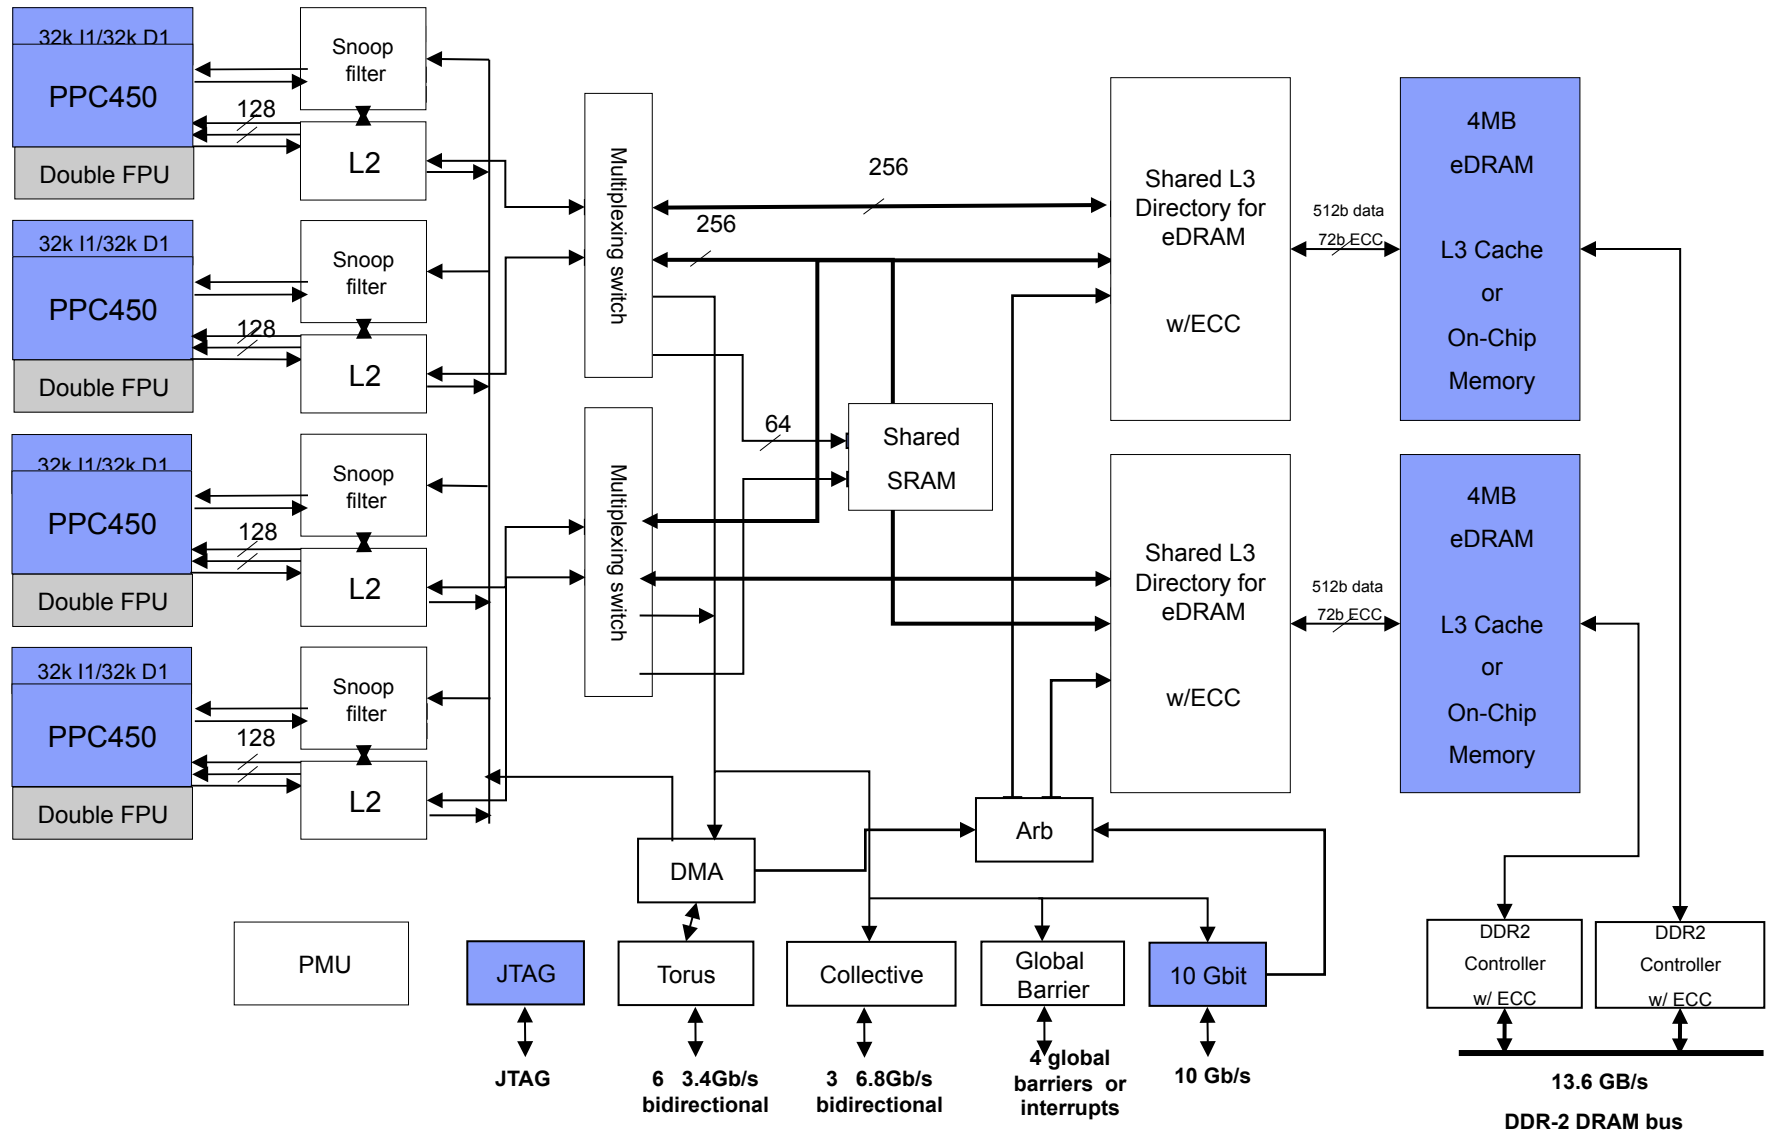 32k I1/32k D1
PPC450
Double FPU
Snoop
filter
128
L2
32k I1/32k D1
PPC450
Double FPU
Snoop
filter
128
L2
32k I1/32k D1
PPC450
Double FPU
Snoop
filter
128
L2
32k I1/32k D1
PPC450
Double FPU
Snoop
filter
128
L2
Multiplexing switch
Multiplexing switch
256
256
64
Shared
SRAM
Shared L3
Directory for
eDRAM
w/ECC
512b data
72b ECC
4MB
eDRAM
L3 Cache
or
On-Chip
Memory
Shared L3
Directory for
eDRAM
w/ECC
512b data
72b ECC
4MB
eDRAM
L3 Cache
or
On-Chip
Memory
Arb
DMA
PMU
JTAG
Torus
Collective
Global
Barrier
10 Gbit
DDR2
Controller
w/ ECC
DDR2
Controller
w/ ECC
JTAG
6 3.4Gb/s
bidirectional
3 6.8Gb/s
bidirectional
4 global
barriers or
interrupts
10 Gb/s
13.6 GB/s
DDR-2 DRAM bus